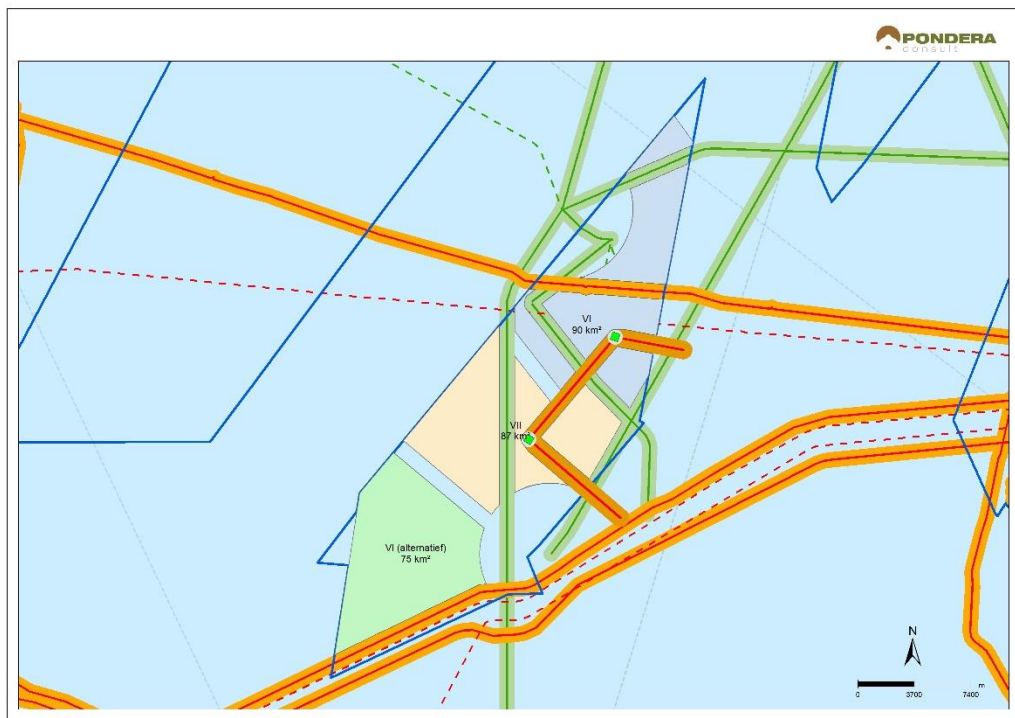 PONDERA
consult
VI
90 km²
VII
87 km²
VI (alternatief)
75 km²
N
0 3700 7400 m